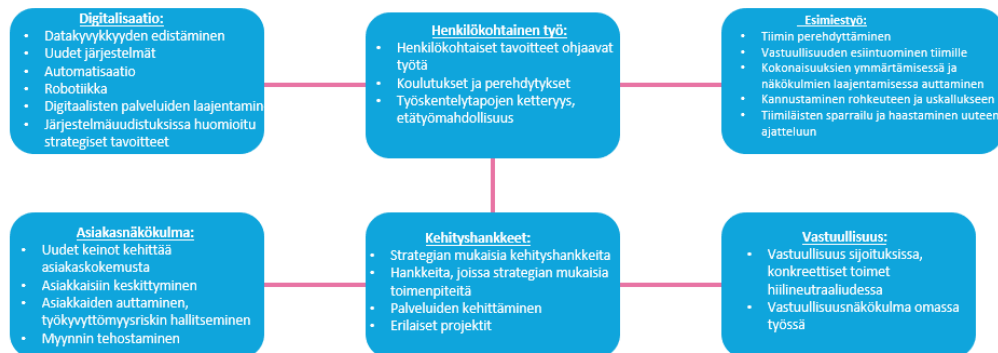 Digitalisaatio:
• Datakyvykkyyden edistäminen
• Uudet järjestelmät
• Automatisaatio
• Robotiikka
• Digitaalisten palveluiden laajentamin
• Järjestelmäuudistuksissa huomioitu
strategiset tavoitteet
Henkilökohtainen työ:
• Henkilökohtaiset tavoitteet ohjaavat
työtä
• Koulutukset ja perehdytykset
• Työskentelytapojen ketteryys,
etätyömahdollisuus
Esimiestyö:
• Tiimin perehdyttäminen
• Vastuullisuuden esiintuominen tiimille
• Kokonaisuuksien ymmärtämisessä ja
näkökulmien laajentamisessa auttaminen
• Kannustaminen rohkeuteen ja uskallukseen
• Tiimiläisten sparrailu ja haastaminen uuteen
ajatteluun
Asiakasnäkökulma:
• Uudet keinot kehittää
asiakaskokemusta
• Asiakkaisiin keskittyminen
• Asiakkaiden auttaminen,
työkyvyttömyysriskin hallitseminen
• Myynnin tehostaminen
Kehityshankkeet:
• Strategian mukaisia kehityshankkeita
• Hankkeita, joissa strategian mukaisia
toimenpiteitä
• Palveluiden kehittäminen
• Erilaiset projektit
Vastuullisuus:
• Vastuullisuus sijoituksissa,
konkreettiset toimet
hiilineutraaliudessa
• Vastuullisuusnäkökulma omassa
työssä